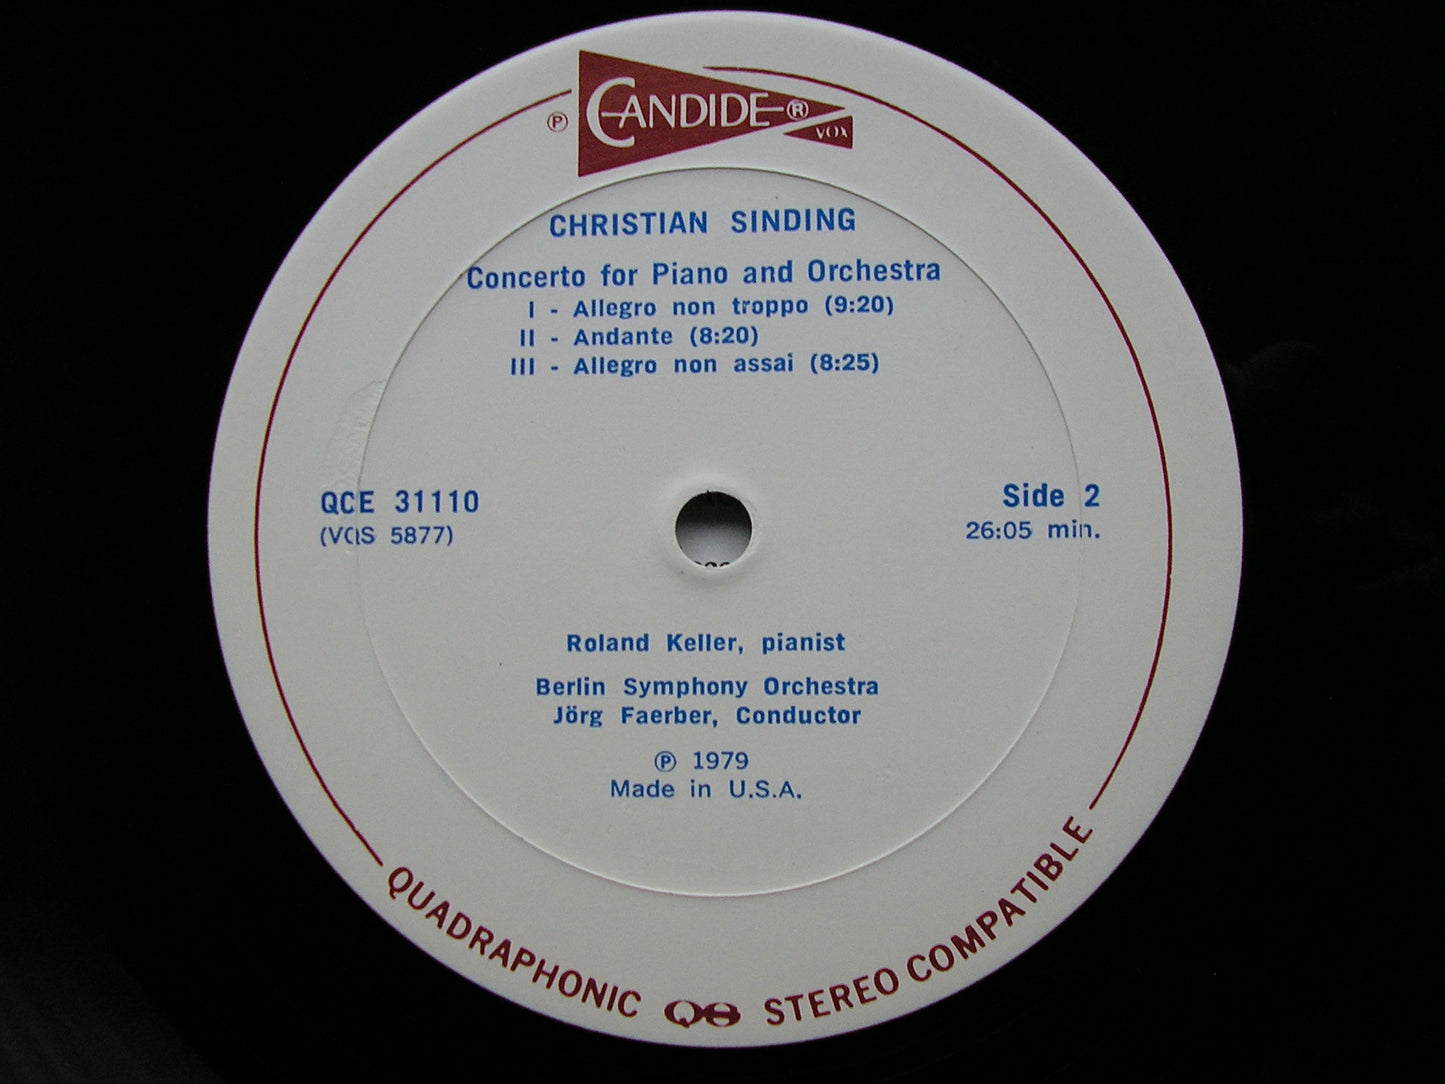 ℗ CANDIDE ®
VOX
CHRISTIAN SINDING
Concerto for Piano and Orchestra
I - Allegro non troppo (9:20)
II - Andante (8:20)
III - Allegro non assai (8:25)
QCE 31110
(VQS 5877)
Side 2
26:05 min.
Roland Keller, pianist
Berlin Symphony Orchestra
Jörg Faerber, Conductor
℗ 1979
Made in U.S.A.
QUADRAPHONIC QS STEREO COMPATIBLE